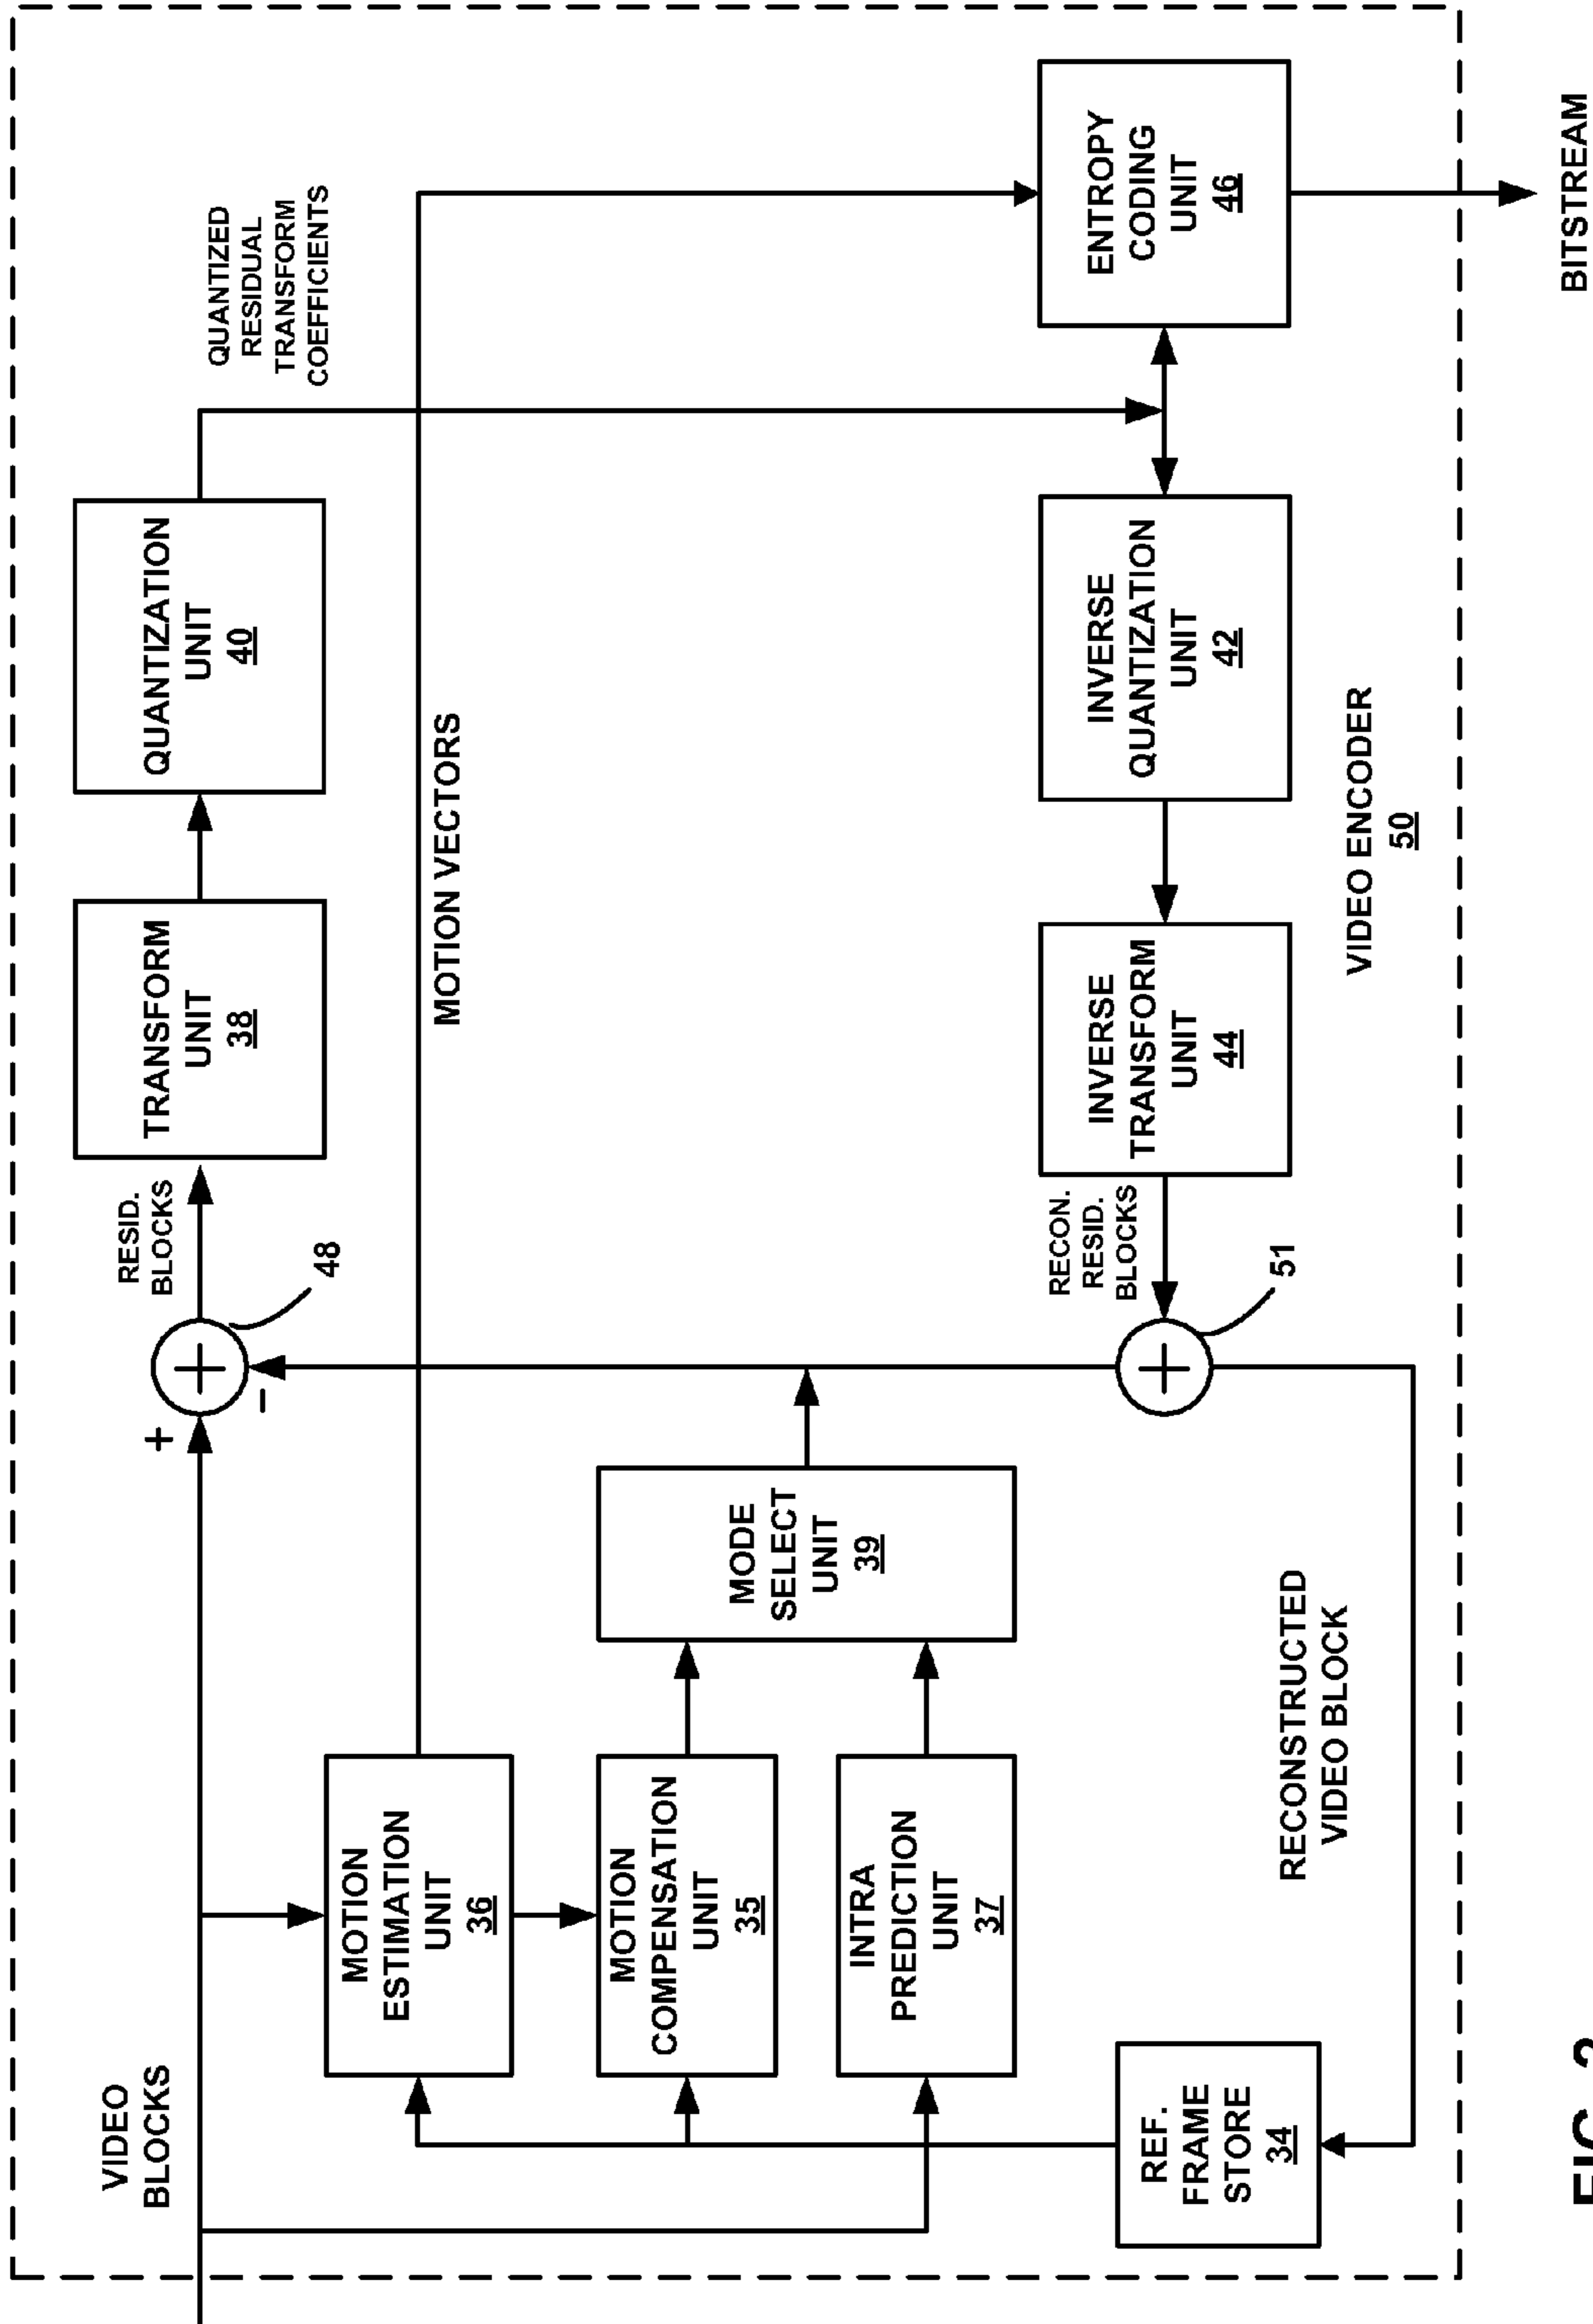 VIDEO
BLOCKS
+
-
48
RESID.
BLOCKS
TRANSFORM
UNIT
38
QUANTIZATION
UNIT
40
QUANTIZED
RESIDUAL
TRANSFORM
COEFFICIENTS
MOTION
ESTIMATION
UNIT
36
MOTION VECTORS
MOTION
COMPENSATION
UNIT
35
INTRA
PREDICTION
UNIT
37
MODE
SELECT
UNIT
39
REF.
FRAME
STORE
34
RECONSTRUCTED
VIDEO BLOCK
51
RECON.
RESID.
BLOCKS
INVERSE
TRANSFORM
UNIT
44
INVERSE
QUANTIZATION
UNIT
42
ENTROPY
CODING
UNIT
46
VIDEO ENCODER
50
BITSTREAM
FIG.